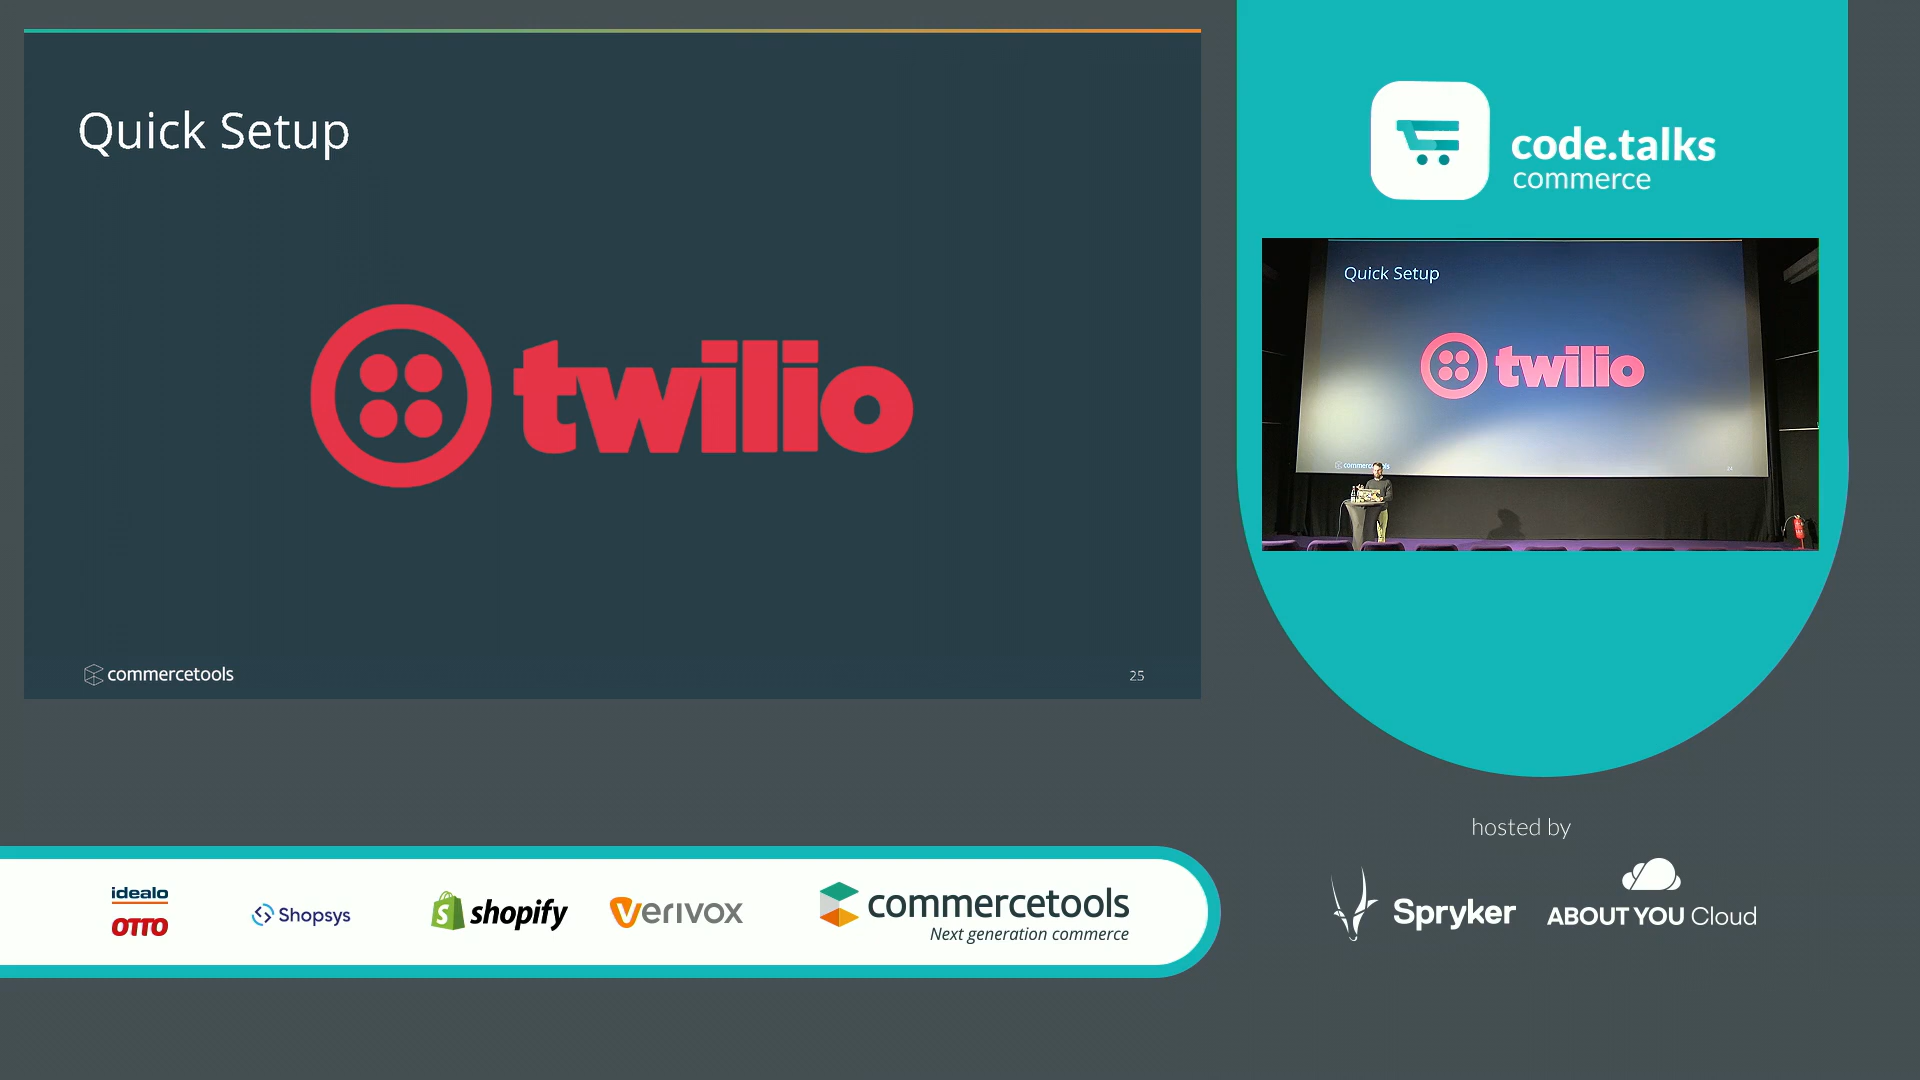 Quick Setup
twilio
commercetools
25
code.talks
commerce
Quick Setup
twilio
hosted by
idealo
OTTO
Shopsys
shopify
VERIVOX
commercetools
Next generation commerce
Spryker
ABOUT YOU Cloud